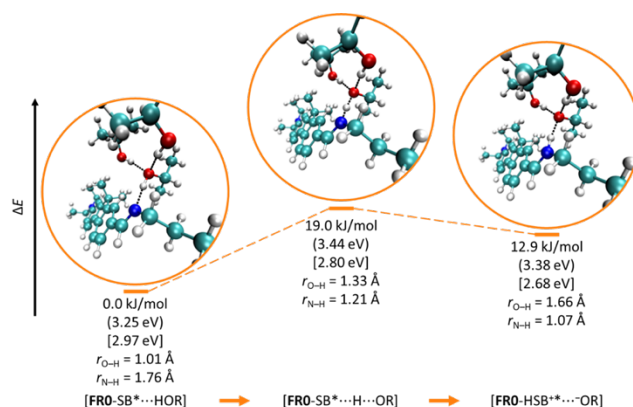 ΔE
0.0 kJ/mol
(3.25 eV)
[2.97 eV]
rO–H = 1.01 Å
rN–H = 1.76 Å
19.0 kJ/mol
(3.44 eV)
[2.80 eV]
rO–H = 1.33 Å
rN–H = 1.21 Å
12.9 kJ/mol
(3.38 eV)
[2.68 eV]
rO–H = 1.66 Å
rN–H = 1.07 Å
[FR0-SB*···HOR]
[FR0-SB*···H···OR]
[FR0-HSB⁺*···⁻OR]